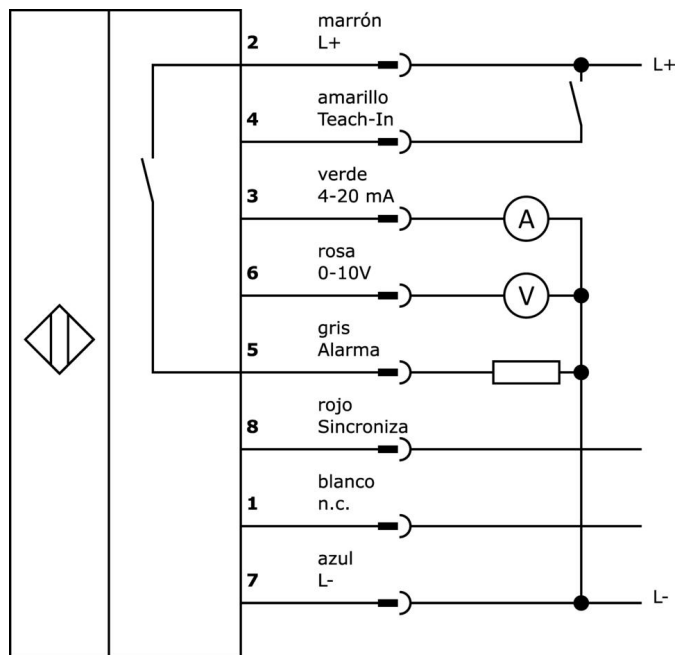 marrón
2 L+
L+
amarillo
4 Teach-In
verde
3 4-20 mA
A
rosa
6 0-10V
V
gris
5 Alarma
rojo
8 Sincroniza
blanco
1 n.c.
azul
7 L-
L-